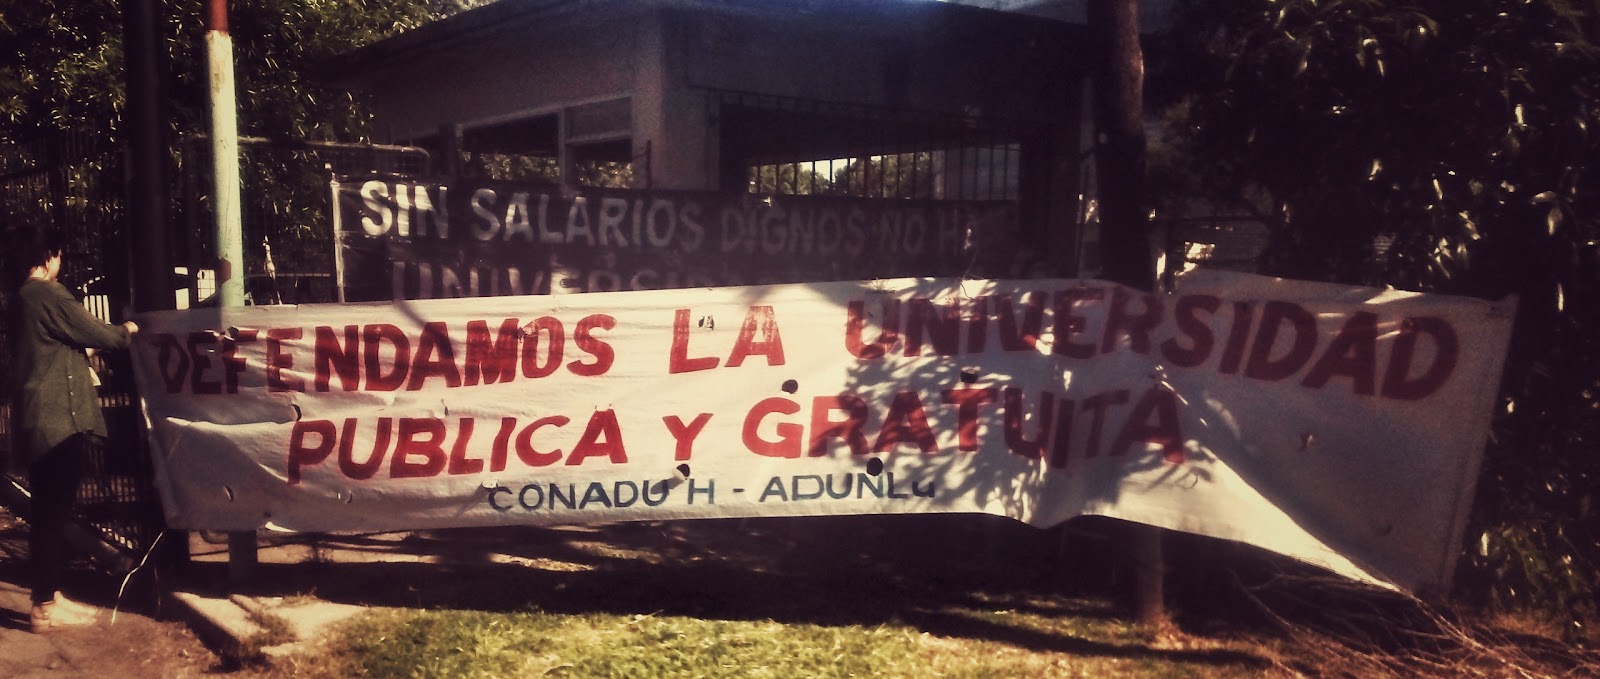 SIN SALARIOS DIGNOS NO
DEFENDAMOS LA UNIVERSIDAD
PUBLICA Y GRATUITA
CONADU H - ADUNLu